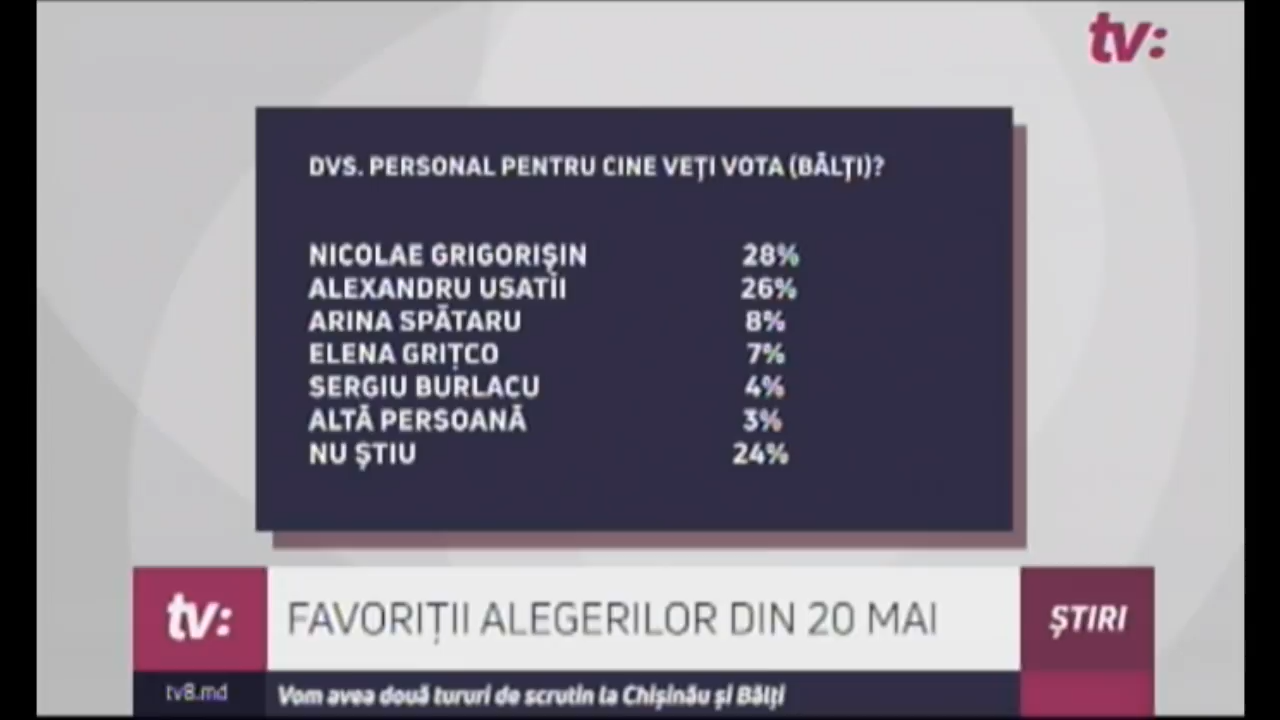 tv:
DVS. PERSONAL PENTRU CINE VEȚI VOTA (BĂLȚI)?
NICOLAE GRIGORIȘIN 28%
ALEXANDRU USATÎI 26%
ARINA SPĂTARU 8%
ELENA GRIȚCO 7%
SERGIU BURLACU 4%
ALTĂ PERSOANĂ 3%
NU ȘTIU 24%
tv: FAVORIȚII ALEGERILOR DIN 20 MAI ȘTIRI
tv8.md Vom avea două tururi de scrutin la Chișinău și Bălți